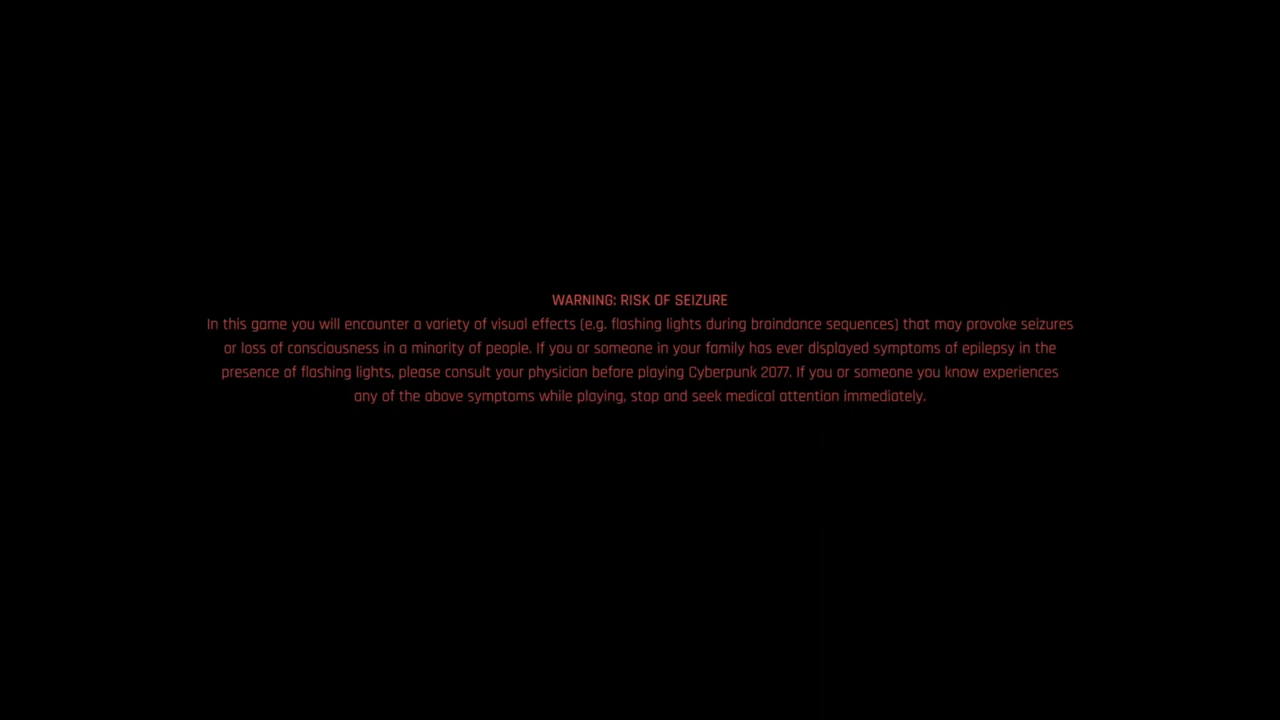 WARNING: RISK OF SEIZURE
In this game you will encounter a variety of visual effects (e.g. flashing lights during braindance sequences) that may provoke seizures
or loss of consciousness in a minority of people. If you or someone in your family has ever displayed symptoms of epilepsy in the
presence of flashing lights, please consult your physician before playing Cyberpunk 2077. If you or someone you know experiences
any of the above symptoms while playing, stop and seek medical attention immediately.